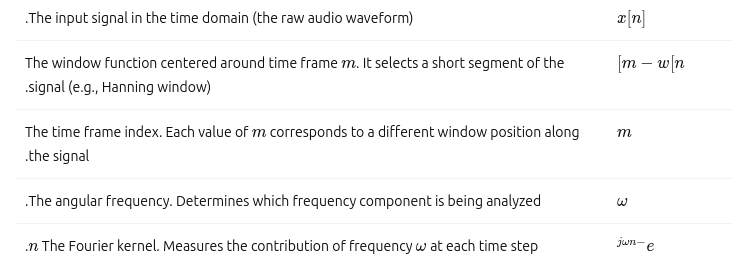 .The input signal in the time domain (the raw audio waveform) x[n]
The window function centered around time frame m. It selects a short segment of the [m − w[n
.signal (e.g., Hanning window)
The time frame index. Each value of m corresponds to a different window position along m
.the signal
.The angular frequency. Determines which frequency component is being analyzed ω
.n The Fourier kernel. Measures the contribution of frequency ω at each time step jωn−e